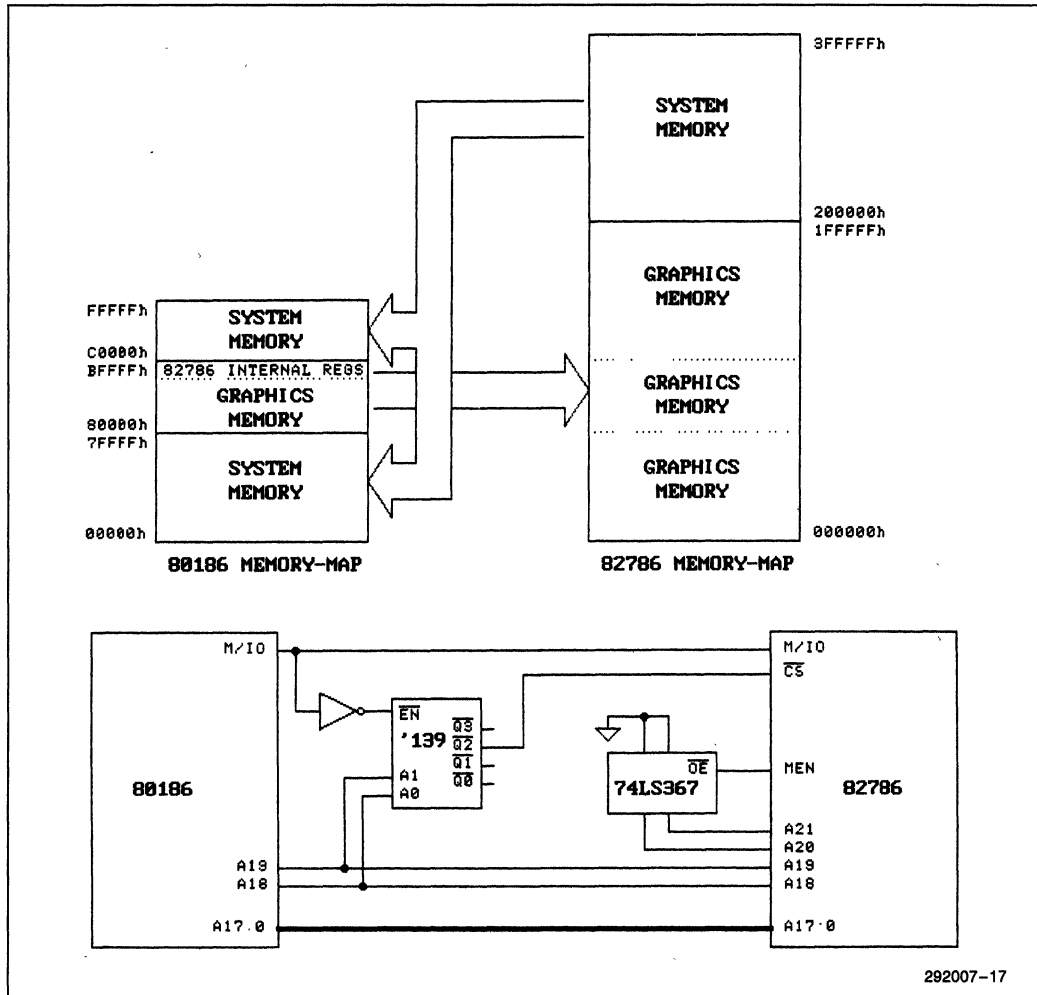 3FFFFFh
SYSTEM
MEMORY
200000h
1FFFFFh
GRAPHICS
MEMORY
FFFFFh
SYSTEM
MEMORY
C0000h
BFFFFh
82786 INTERNAL REGS
GRAPHICS
MEMORY
GRAPHICS
MEMORY
80000h
7FFFFh
SYSTEM
MEMORY
GRAPHICS
MEMORY
00000h
000000h
80186 MEMORY-MAP
82786 MEMORY-MAP
M/IO
M/IO
CS
EN
'139
Q3
Q2
Q1
Q0
A1
A0
OE
74LS367
MEN
80186
82786
A21
A20
A19
A18
A19
A18
A17:0
A17:0
292007-17